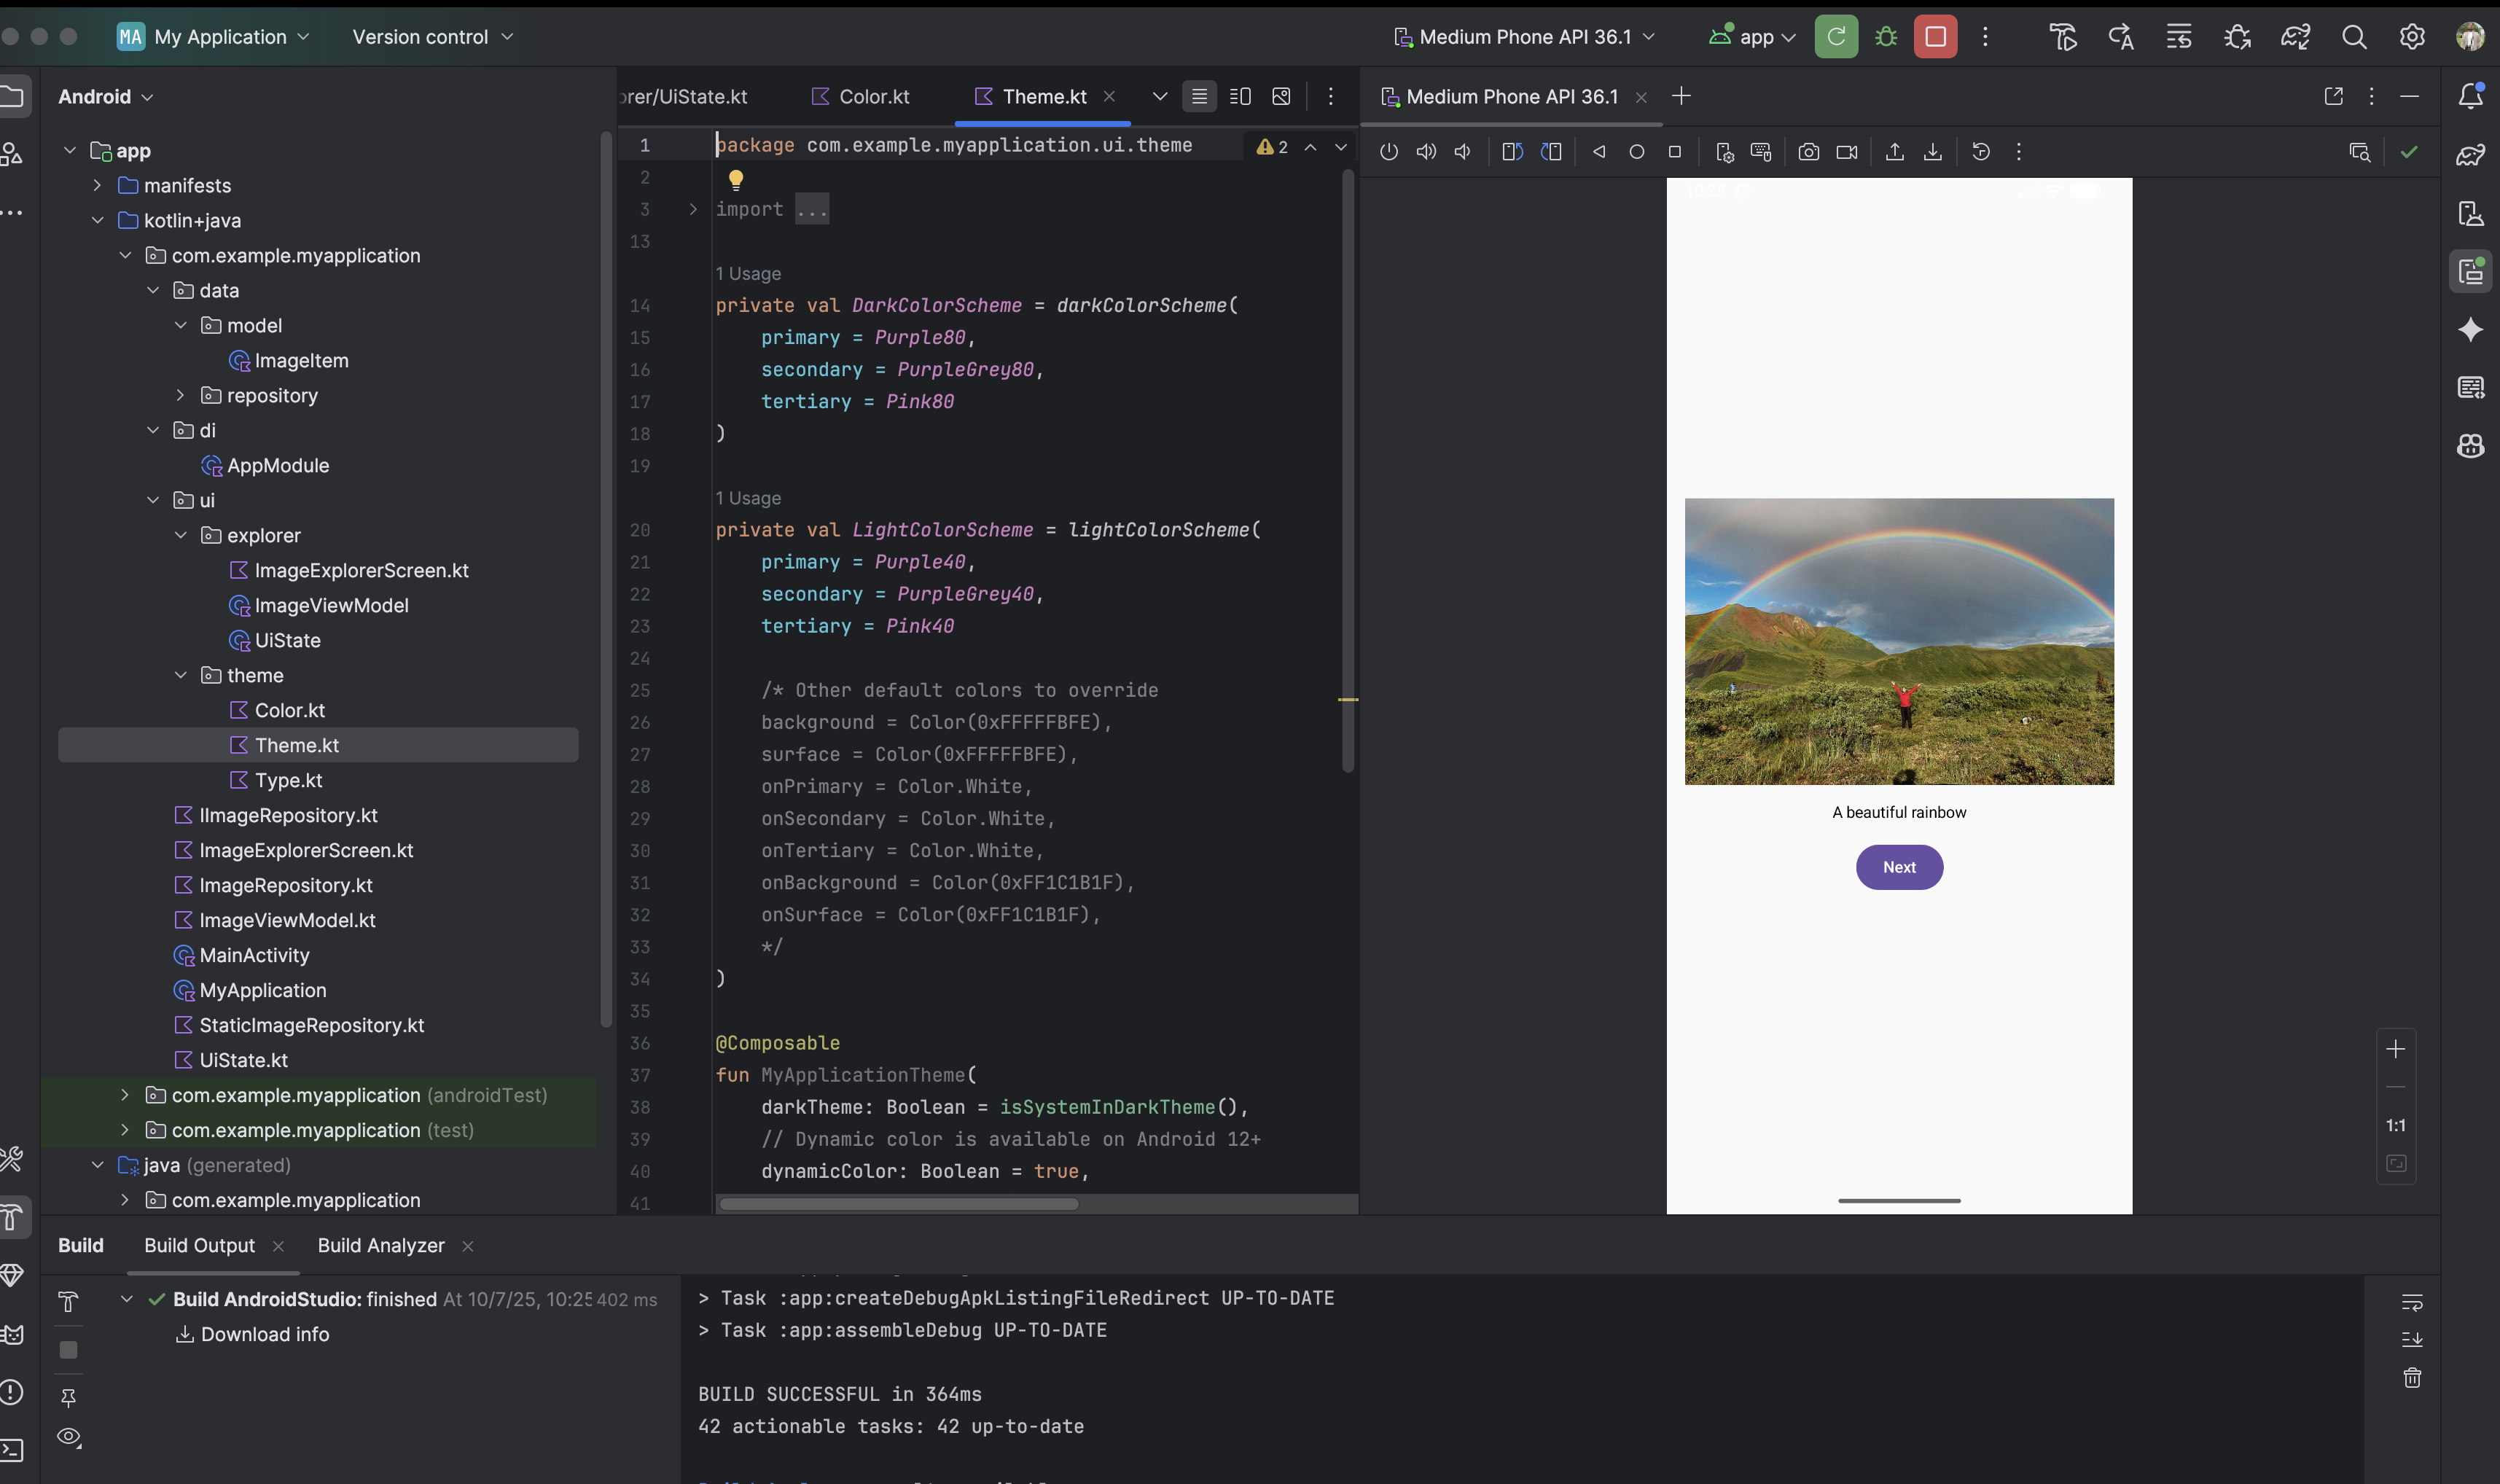 MA My Application Version control Medium Phone API 36.1 app
Android
app
manifests
kotlin+java
com.example.myapplication
data
model
ImageItem
repository
di
AppModule
ui
explorer
ImageExplorerScreen.kt
ImageViewModel
UiState
theme
Color.kt
Theme.kt
Type.kt
IImageRepository.kt
ImageExplorerScreen.kt
ImageRepository.kt
ImageViewModel.kt
MainActivity
MyApplication
StaticImageRepository.kt
UiState.kt
com.example.myapplication (androidTest)
com.example.myapplication (test)
java (generated)
com.example.myapplication
rer/UiState.kt Color.kt Theme.kt
1 package com.example.myapplication.ui.theme 2
2
3 import ...
13
1 Usage
14 private val DarkColorScheme = darkColorScheme(
15 primary = Purple80,
16 secondary = PurpleGrey80,
17 tertiary = Pink80
18 )
19
1 Usage
20 private val LightColorScheme = lightColorScheme(
21 primary = Purple40,
22 secondary = PurpleGrey40,
23 tertiary = Pink40
24
25 /* Other default colors to override
26 background = Color(0xFFFFFBFE),
27 surface = Color(0xFFFFFBFE),
28 onPrimary = Color.White,
29 onSecondary = Color.White,
30 onTertiary = Color.White,
31 onBackground = Color(0xFF1C1B1F),
32 onSurface = Color(0xFF1C1B1F),
33 */
34 )
35
36 @Composable
37 fun MyApplicationTheme(
38 darkTheme: Boolean = isSystemInDarkTheme(),
39 // Dynamic color is available on Android 12+
40 dynamicColor: Boolean = true,
41
Medium Phone API 36.1
A beautiful rainbow
Next
1:1
Build Build Output Build Analyzer
Build AndroidStudio: finished At 10/7/25, 10:25 402 ms
Download info
> Task :app:createDebugApkListingFileRedirect UP-TO-DATE
> Task :app:assembleDebug UP-TO-DATE
BUILD SUCCESSFUL in 364ms
42 actionable tasks: 42 up-to-date